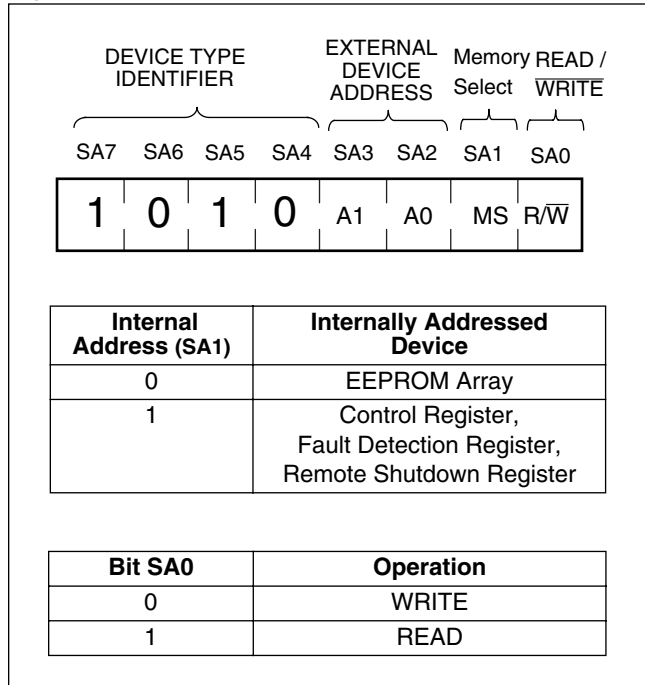 DEVICE TYPE IDENTIFIER
EXTERNAL DEVICE ADDRESS
Memory Select
READ / WRITE
SA7 SA6 SA5 SA4 SA3 SA2 SA1 SA0
1 0 1 0 A1 A0 MS R/W
Internal Address (SA1) Internally Addressed Device
0 EEPROM Array
1 Control Register,
Fault Detection Register,
Remote Shutdown Register
Bit SA0 Operation
0 WRITE
1 READ